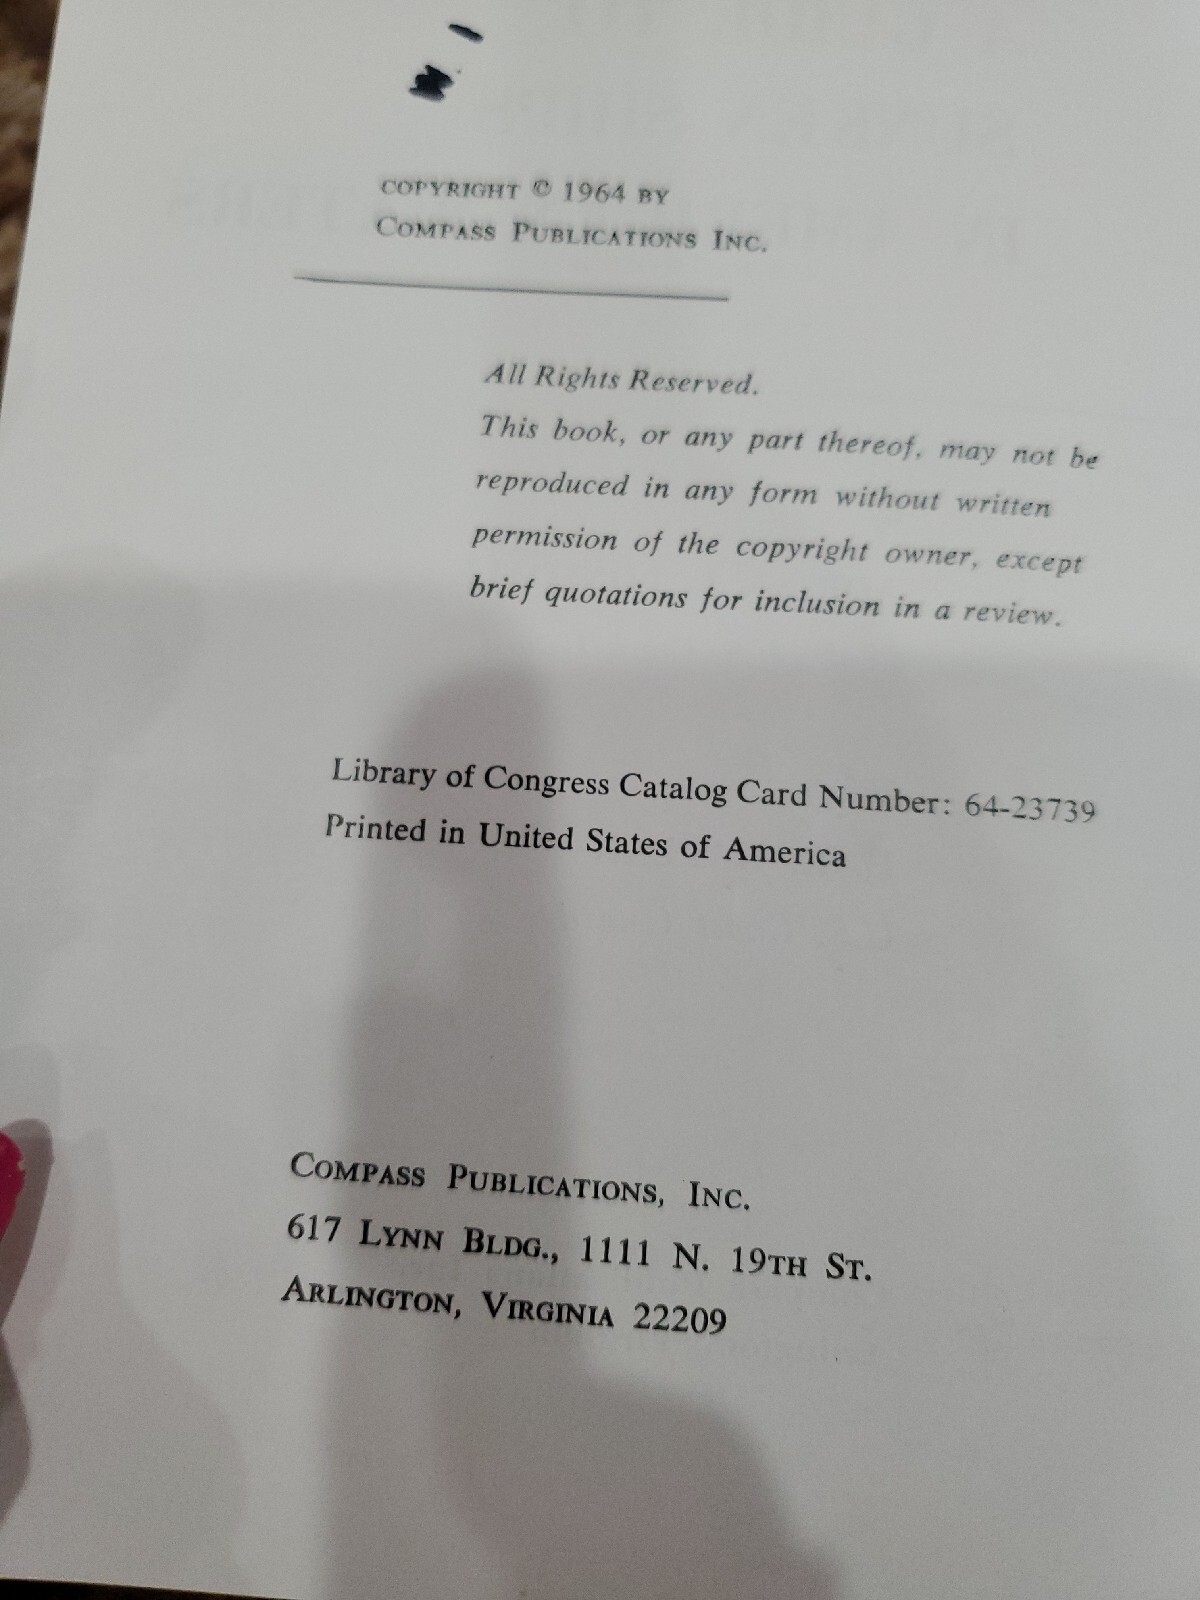 COPYRIGHT © 1964 BY
COMPASS PUBLICATIONS INC.
All Rights Reserved.
This book, or any part thereof, may not be
reproduced in any form without written
permission of the copyright owner, except
brief quotations for inclusion in a review.
Library of Congress Catalog Card Number: 64-23739
Printed in United States of America
COMPASS PUBLICATIONS, INC.
617 LYNN BLDG., 1111 N. 19TH ST.
ARLINGTON, VIRGINIA 22209